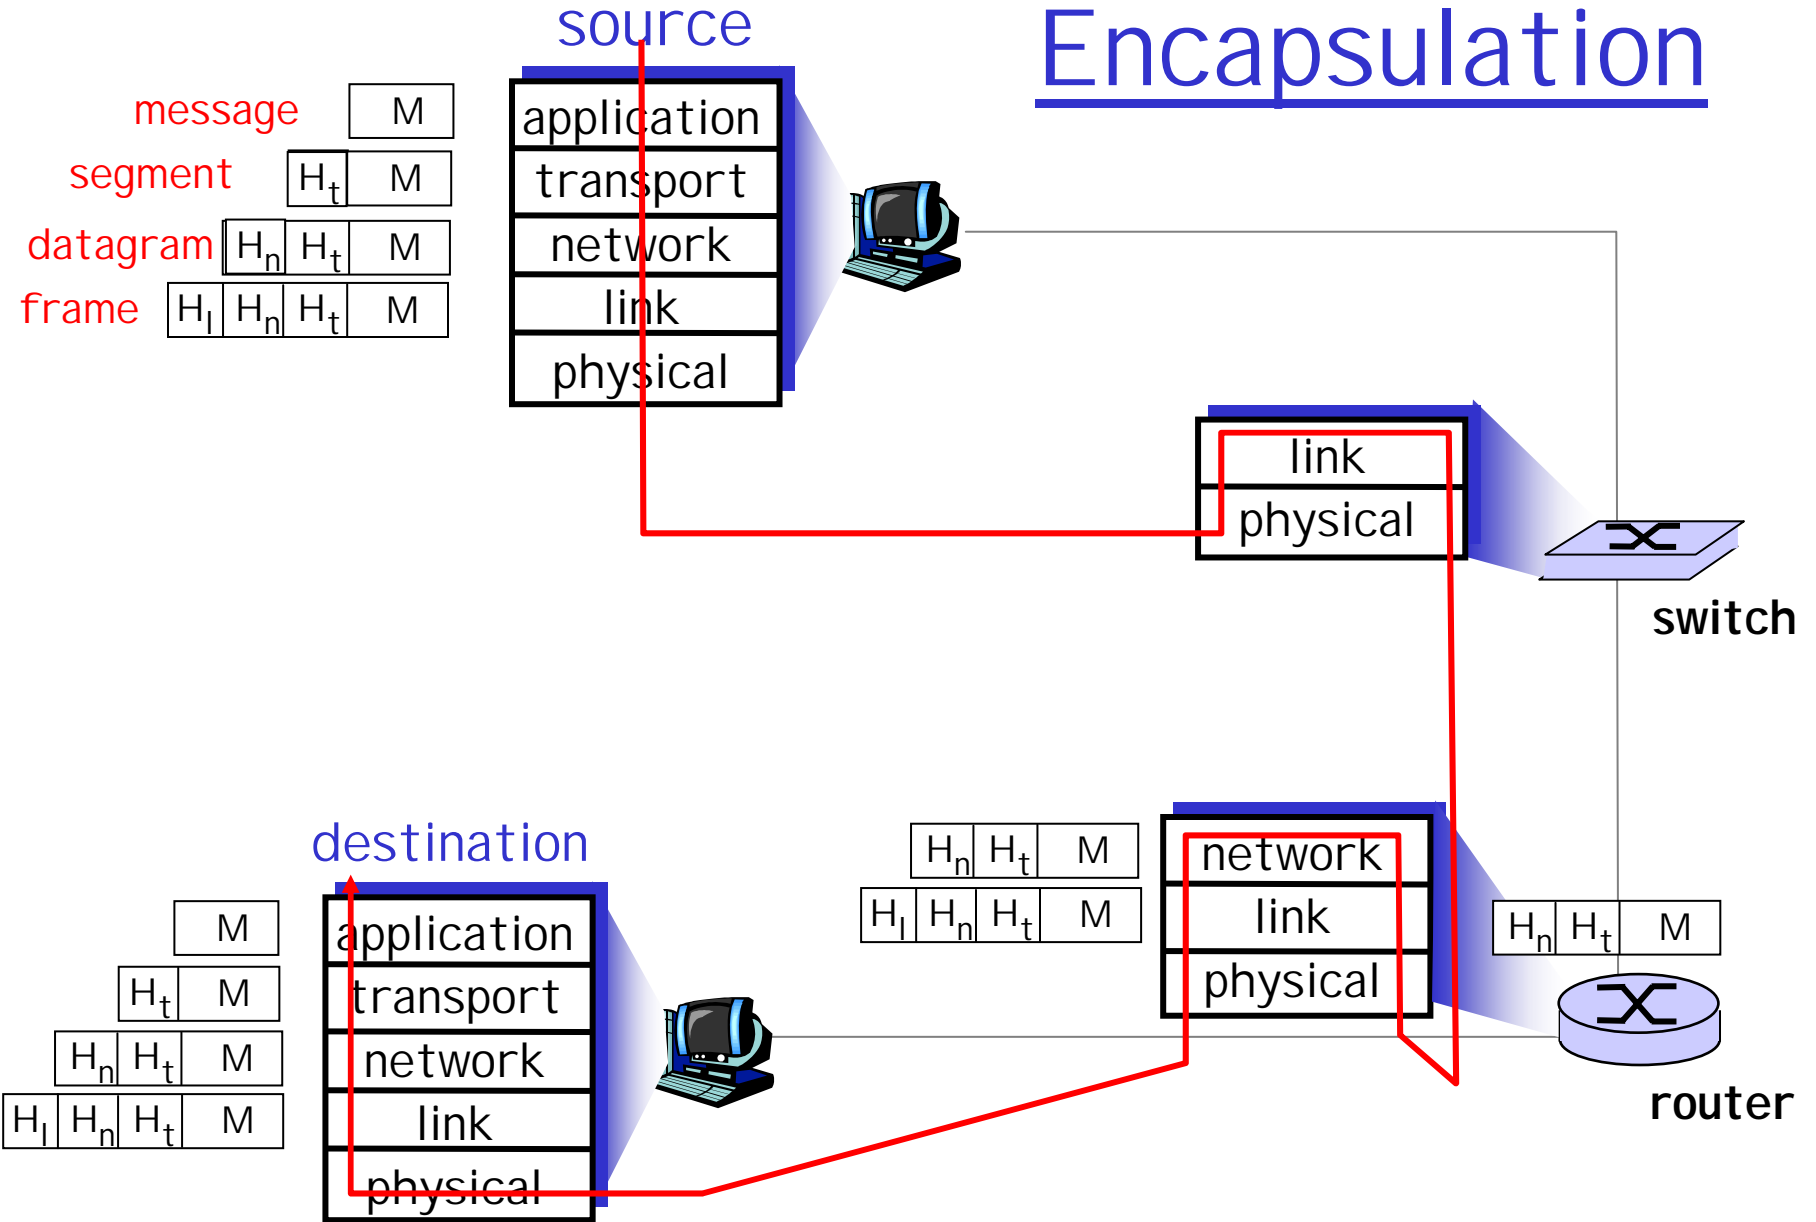 source
Encapsulation
message M
segment Ht M
datagram Hn Ht M
frame Hl Hn Ht M
application
transport
network
link
physical
link
physical
switch
destination
M
Ht M
Hn Ht M
Hl Hn Ht M
application
transport
network
link
physical
Hn Ht M
Hl Hn Ht M
network
link
physical
Hn Ht M
router